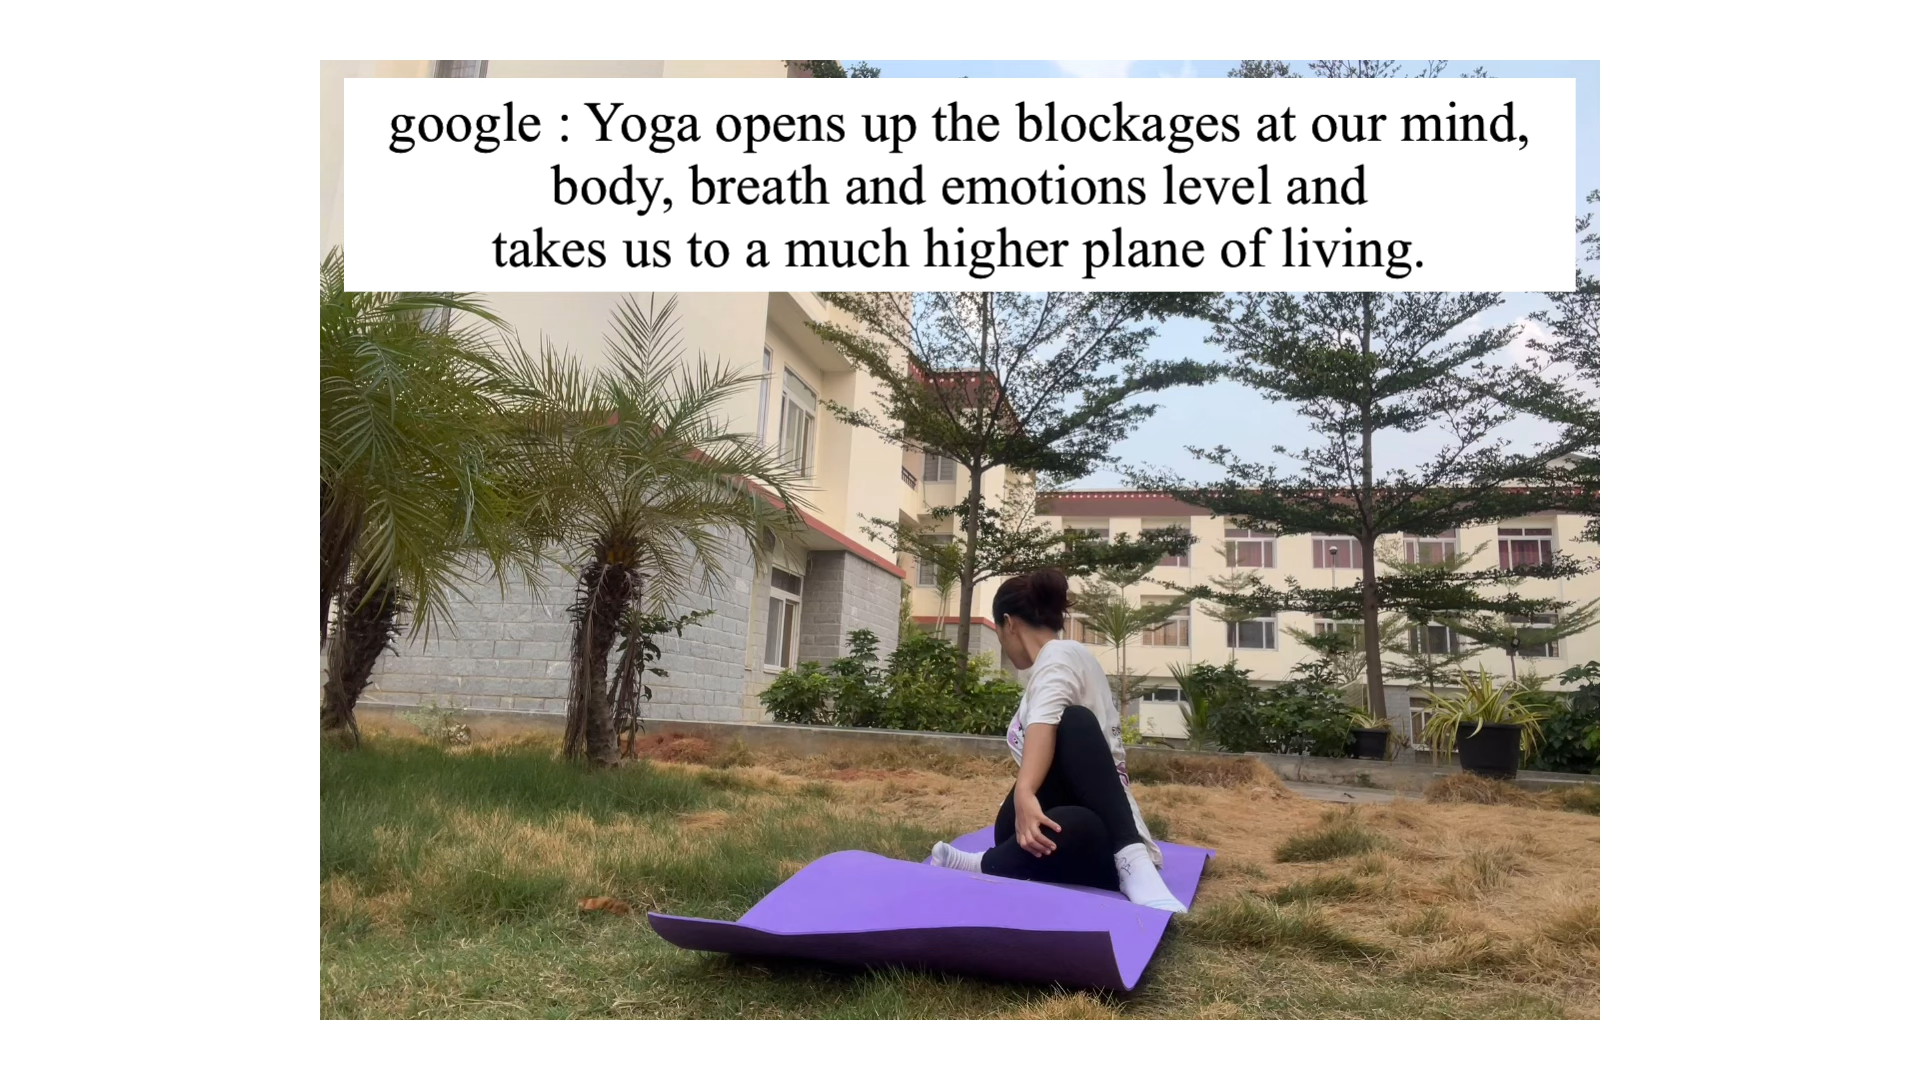 google : Yoga opens up the blockages at our mind,
body, breath and emotions level and
takes us to a much higher plane of living.